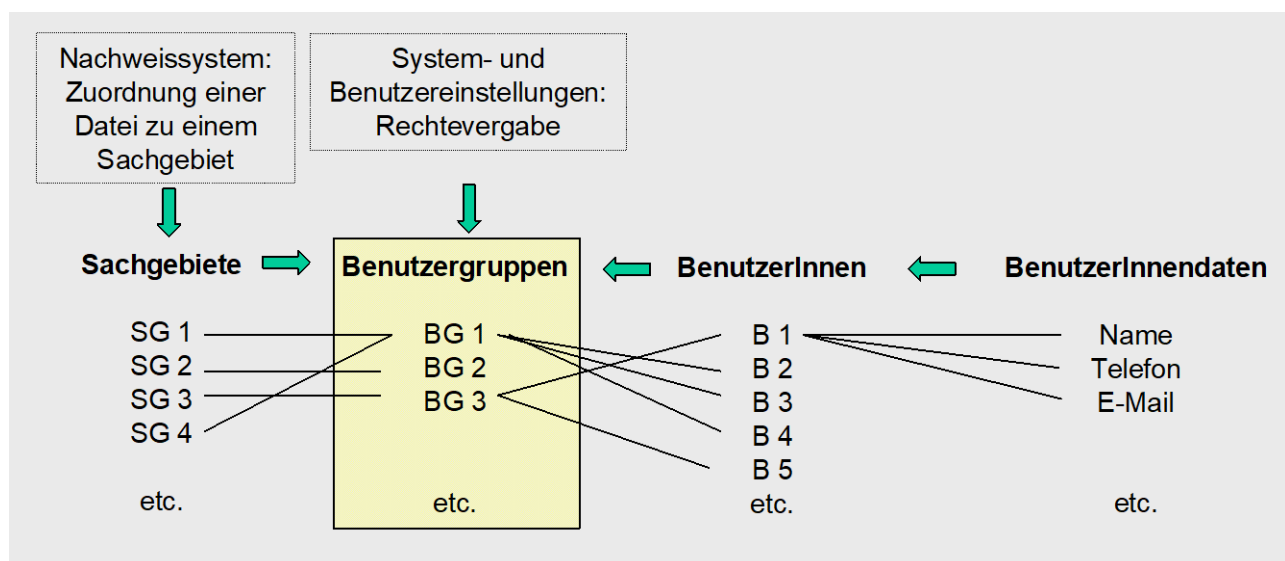 Nachweissystem:
Zuordnung einer
Datei zu einem
Sachgebiet
System- und
Benutzereinstellungen:
Rechtevergabe
Sachgebiete
Benutzergruppen
BenutzerInnen
BenutzerInnendaten
SG 1
SG 2
SG 3
SG 4
etc.
BG 1
BG 2
BG 3
etc.
B 1
B 2
B 3
B 4
B 5
etc.
Name
Telefon
E-Mail
etc.